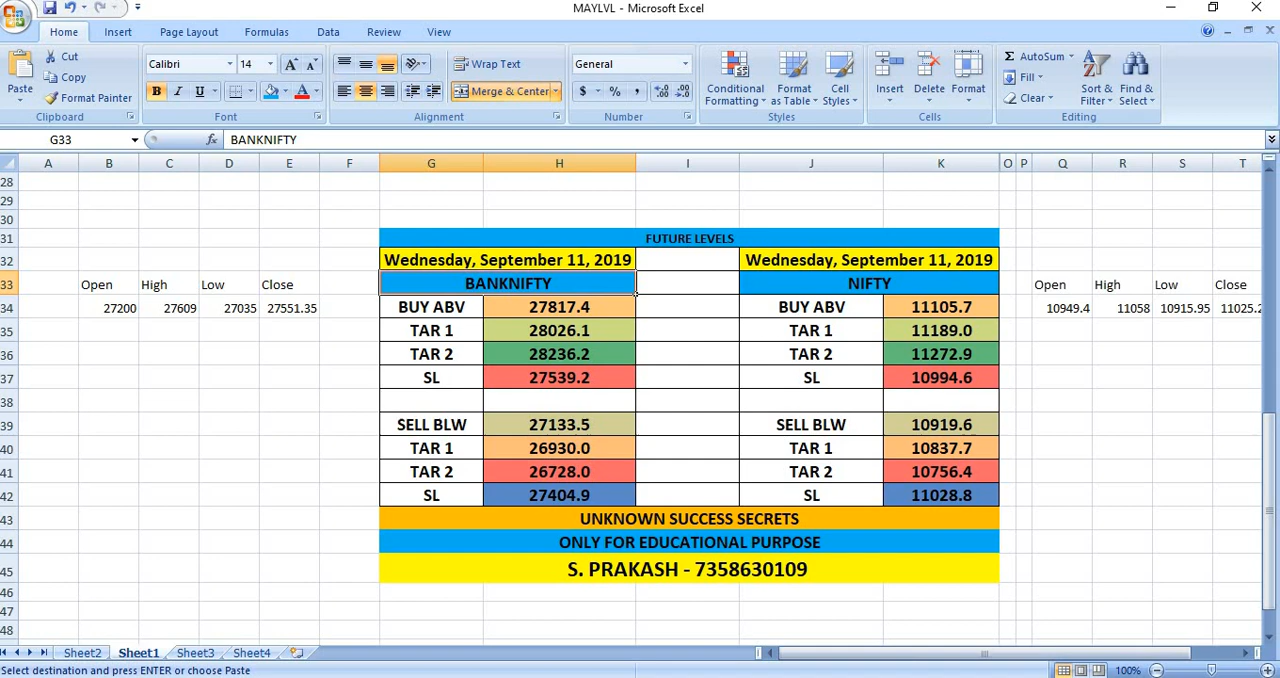 MAYLVL - Microsoft Excel
Home Insert Page Layout Formulas Data Review View
Cut
Copy
Format Painter
Paste
Clipboard
Calibri 14
B I U
Font
Wrap Text
Merge & Center
Alignment
General
$ % ,
Number
Conditional Formatting
Format as Table
Cell Styles
Styles
Insert Delete Format
Cells
Σ AutoSum
Fill
Clear
Sort & Filter
Find & Select
Editing
G33 fx BANKNIFTY
A B C D E F G H I J K O P Q R S T
28
29
30
31 FUTURE LEVELS
32 Wednesday, September 11, 2019 Wednesday, September 11, 2019
33 Open High Low Close BANKNIFTY NIFTY Open High Low Close
34 27200 27609 27035 27551.35 BUY ABV 27817.4 BUY ABV 11105.7 10949.4 11058 10915.95 11025.2
35 TAR 1 28026.1 TAR 1 11189.0
36 TAR 2 28236.2 TAR 2 11272.9
37 SL 27539.2 SL 10994.6
38
39 SELL BLW 27133.5 SELL BLW 10919.6
40 TAR 1 26930.0 TAR 1 10837.7
41 TAR 2 26728.0 TAR 2 10756.4
42 SL 27404.9 SL 11028.8
43 UNKNOWN SUCCESS SECRETS
44 ONLY FOR EDUCATIONAL PURPOSE
45 S. PRAKASH - 7358630109
46
47
48
Sheet2 Sheet1 Sheet3 Sheet4
Select destination and press ENTER or choose Paste 100%